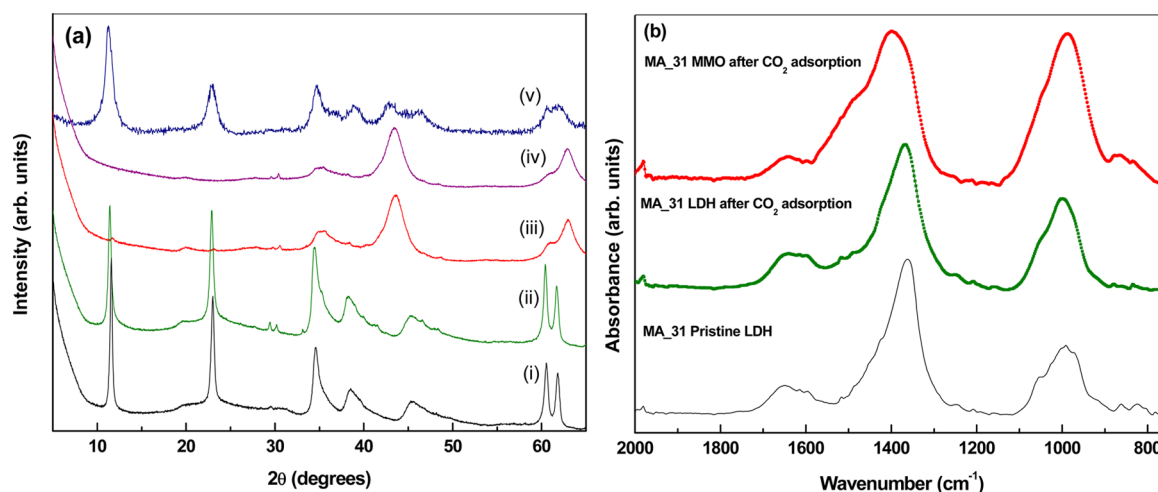 (a)
(v)
(iv)
(iii)
(ii)
(i)
Intensity (arb. units)
10 20 30 40 50 60
2θ (degrees)
(b)
MA_31 MMO after CO2 adsorption
MA_31 LDH after CO2 adsorption
MA_31 Pristine LDH
Absorbance (arb. units)
2000 1800 1600 1400 1200 1000 800
Wavenumber (cm-1)